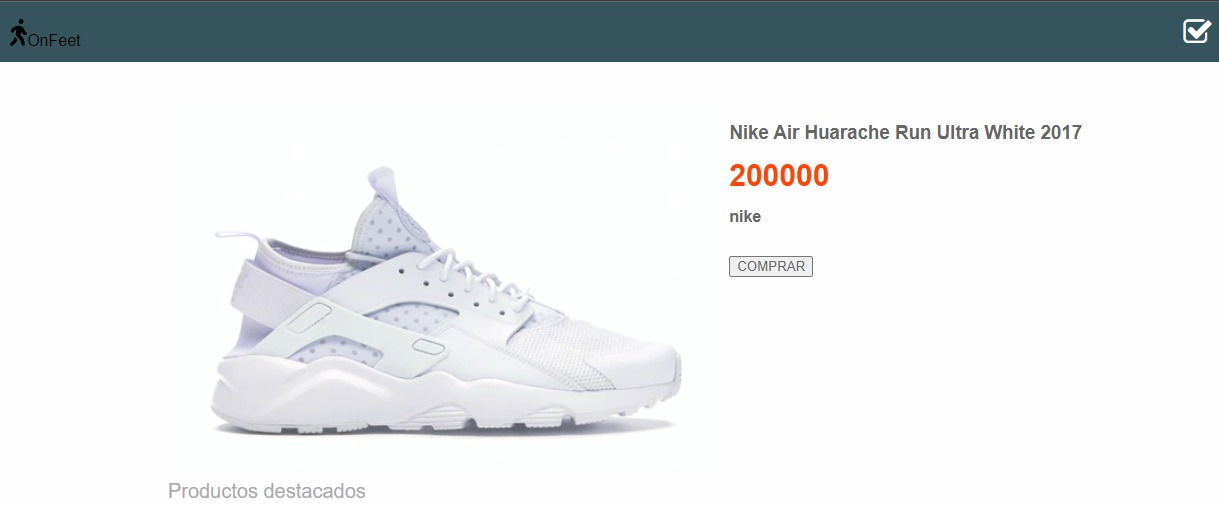 OnFeet
Nike Air Huarache Run Ultra White 2017
200000
nike
COMPRAR
Productos destacados